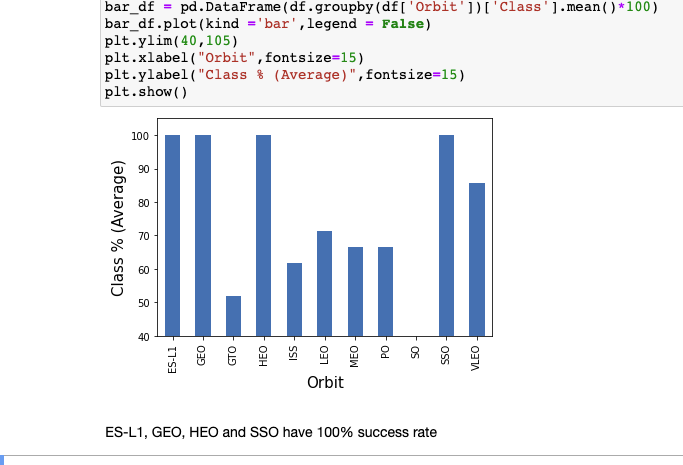 bar_df = pd.DataFrame(df.groupby(df['Orbit'])['Class'].mean()*100)
bar_df.plot(kind ='bar',legend = False)
plt.ylim(40,105)
plt.xlabel("Orbit",fontsize=15)
plt.ylabel("Class % (Average)",fontsize=15)
plt.show()
Class % (Average)
100
90
80
70
60
50
40
ES-L1
GEO
GTO
HEO
ISS
LEO
MEO
PO
SO
SSO
VLEO
Orbit
ES-L1, GEO, HEO and SSO have 100% success rate